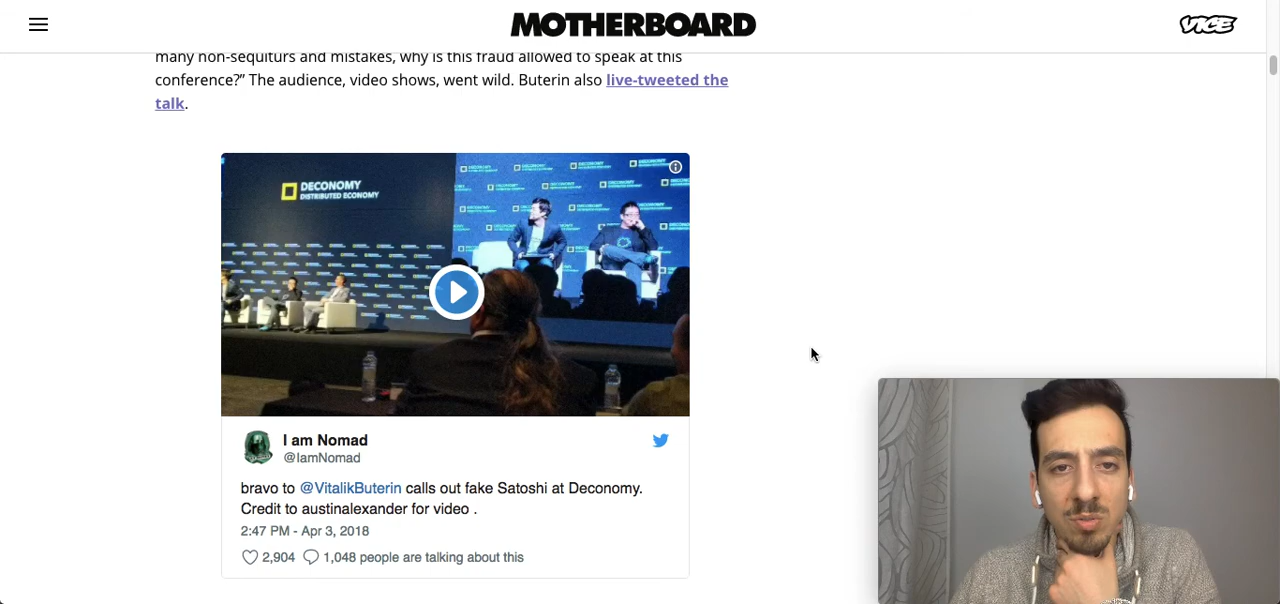 MOTHERBOARD
VICE
many non-sequiturs and mistakes, why is this fraud allowed to speak at this
conference?” The audience, video shows, went wild. Buterin also live-tweeted the
talk.
DECONOMY
DISTRIBUTED ECONOMY
I am Nomad
@IamNomad
bravo to @VitalikButerin calls out fake Satoshi at Deconomy.
Credit to austinalexander for video .
2:47 PM - Apr 3, 2018
2,904 1,048 people are talking about this